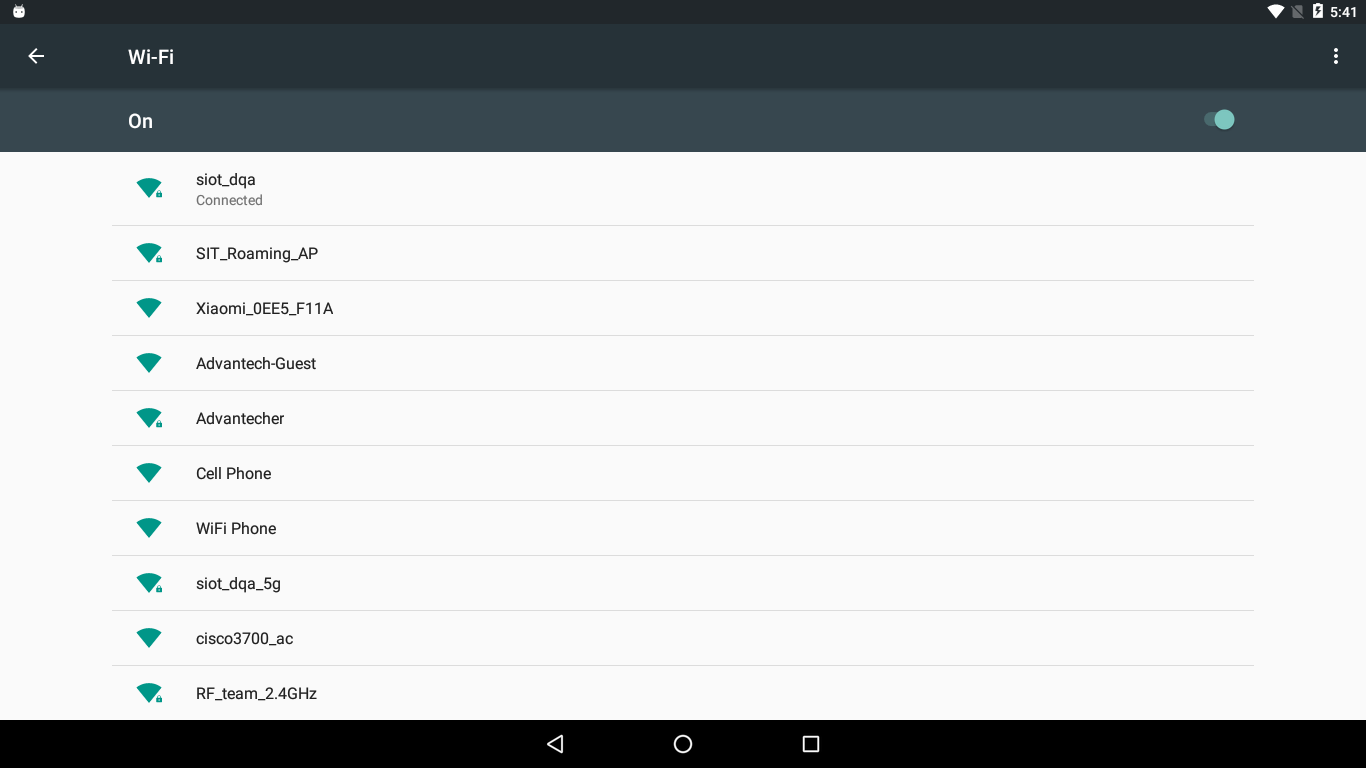 5:41
Wi-Fi
On
siot_dqa
Connected
SIT_Roaming_AP
Xiaomi_0EE5_F11A
Advantech-Guest
Advantecher
Cell Phone
WiFi Phone
siot_dqa_5g
cisco3700_ac
RF_team_2.4GHz